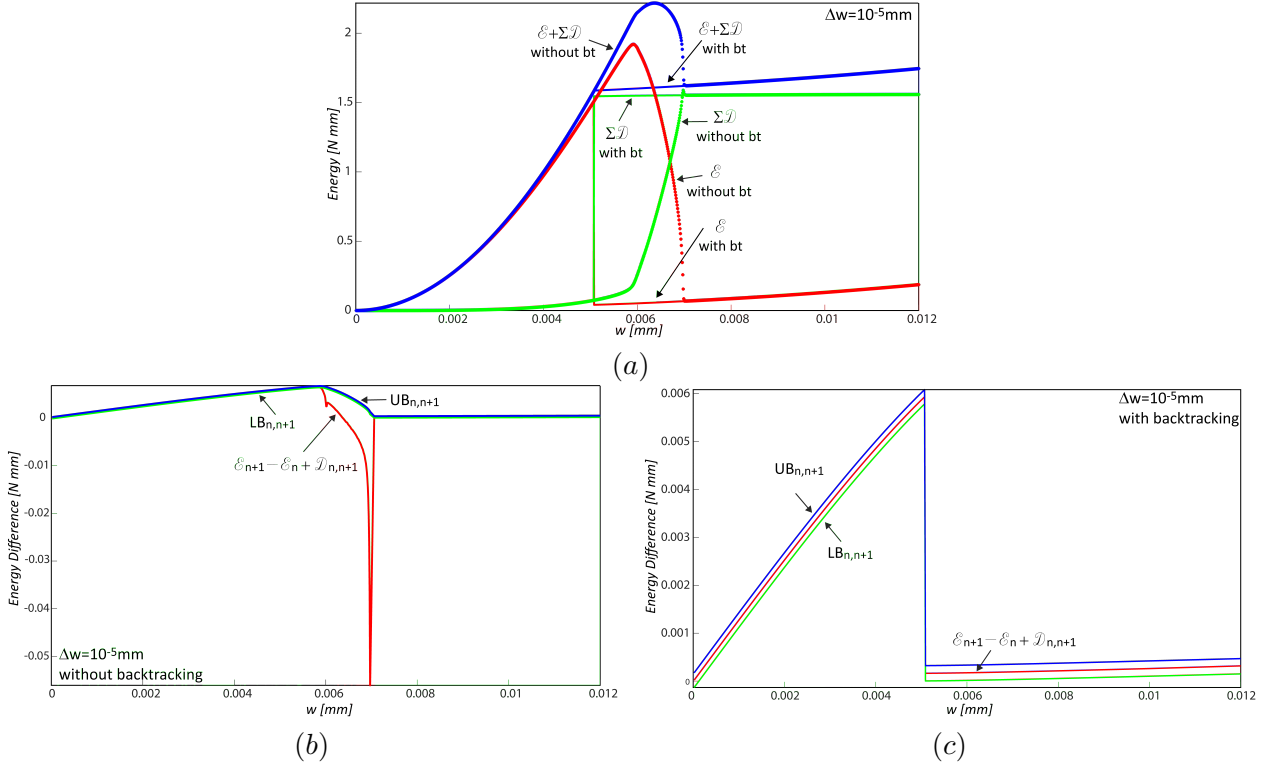 Δw=10⁻⁵mm
ℰ+Σ𝒟
without bt
ℰ+Σ𝒟
with bt
Σ𝒟
with bt
Σ𝒟
without bt
ℰ
without bt
ℰ
with bt
Energy [N mm]
2
1.5
1
0.5
0
0 0.002 0.004 0.006 0.008 0.01 0.012
w [mm]
(a)
UBn,n+1
LBn,n+1
ℰn+1−ℰn+𝒟n,n+1
Energy Difference [N mm]
0
-0.01
-0.02
-0.03
-0.04
-0.05
Δw=10⁻⁵mm
without backtracking
0 0.002 0.004 0.006 0.008 0.01 0.012
w [mm]
(b)
Δw=10⁻⁵mm
with backtracking
UBn,n+1
LBn,n+1
ℰn+1−ℰn+𝒟n,n+1
Energy Difference [N mm]
0.006
0.005
0.004
0.003
0.002
0.001
0
0 0.002 0.004 0.006 0.008 0.01 0.012
w [mm]
(c)